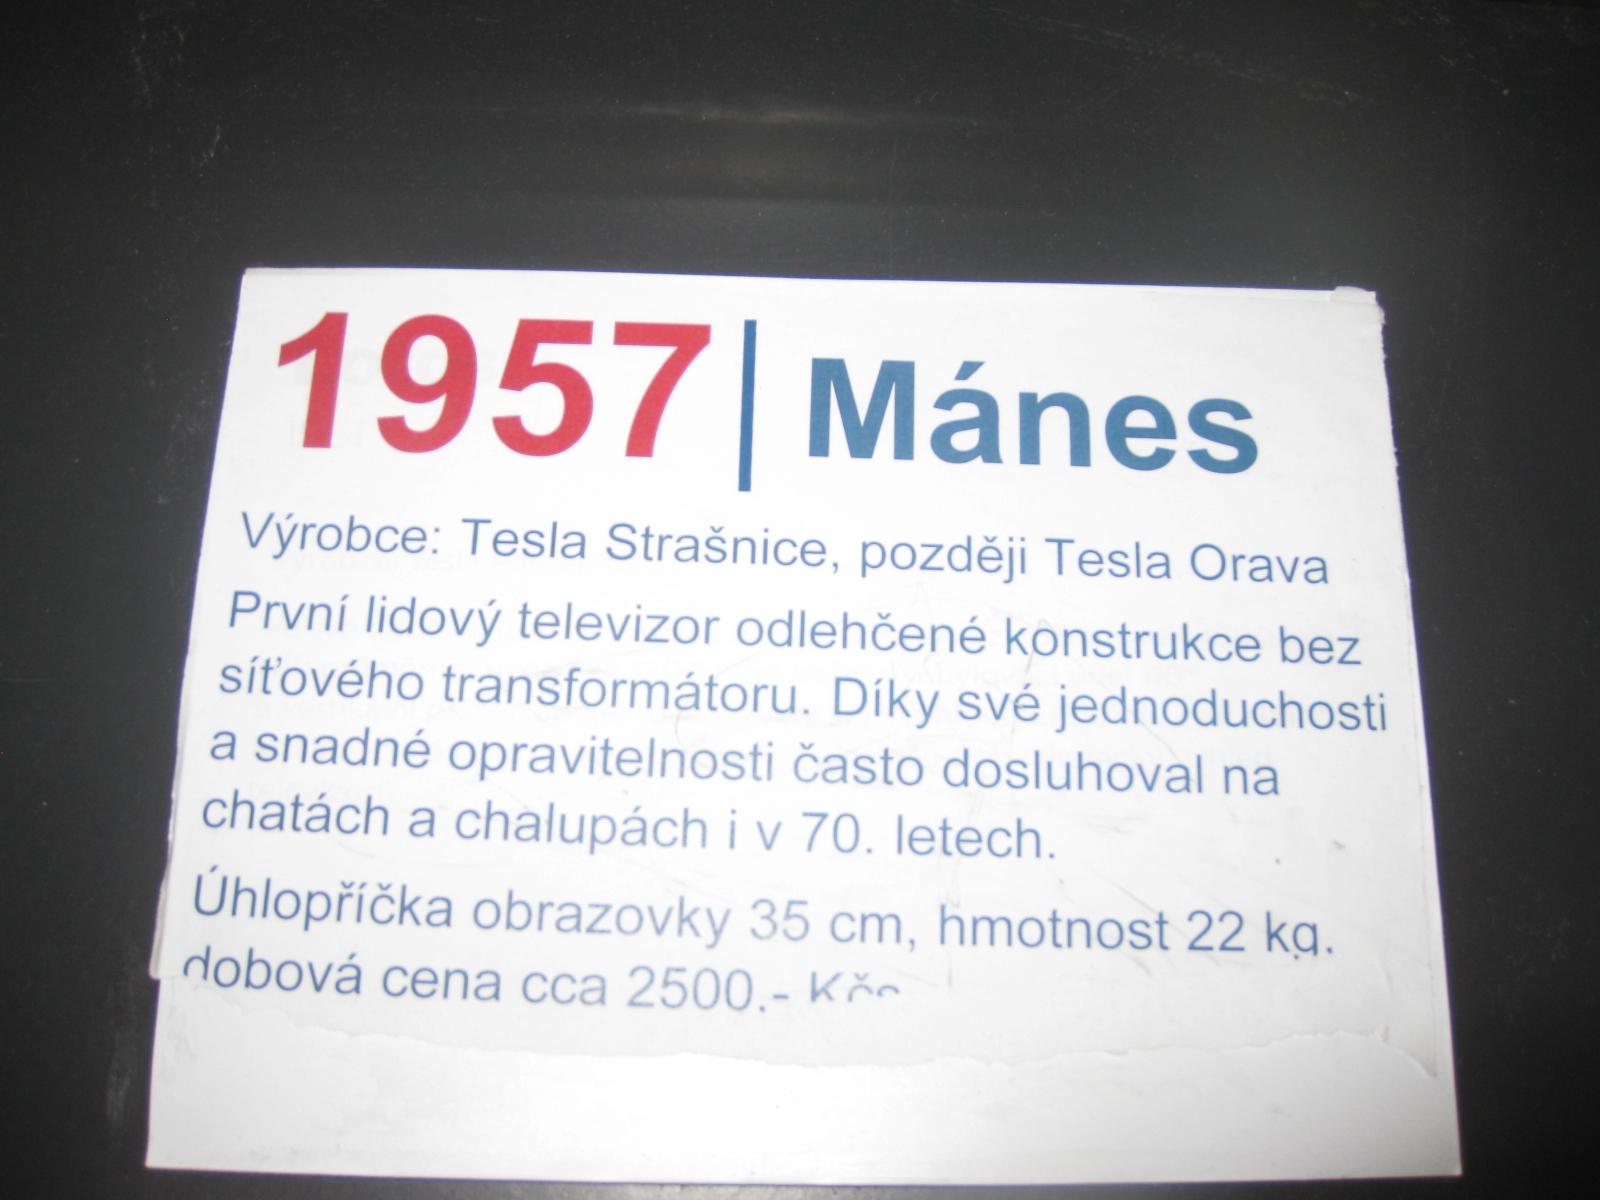 1957 | Mánes
Výrobce: Tesla Strašnice, později Tesla Orava
První lidový televizor odlehčené konstrukce bez
síťového transformátoru. Díky své jednoduchosti
a snadné opravitelnosti často dosluhoval na
chatách a chalupách i v 70. letech.
Úhlopříčka obrazovky 35 cm, hmotnost 22 kg.
dobová cena cca 2500.- Kčs